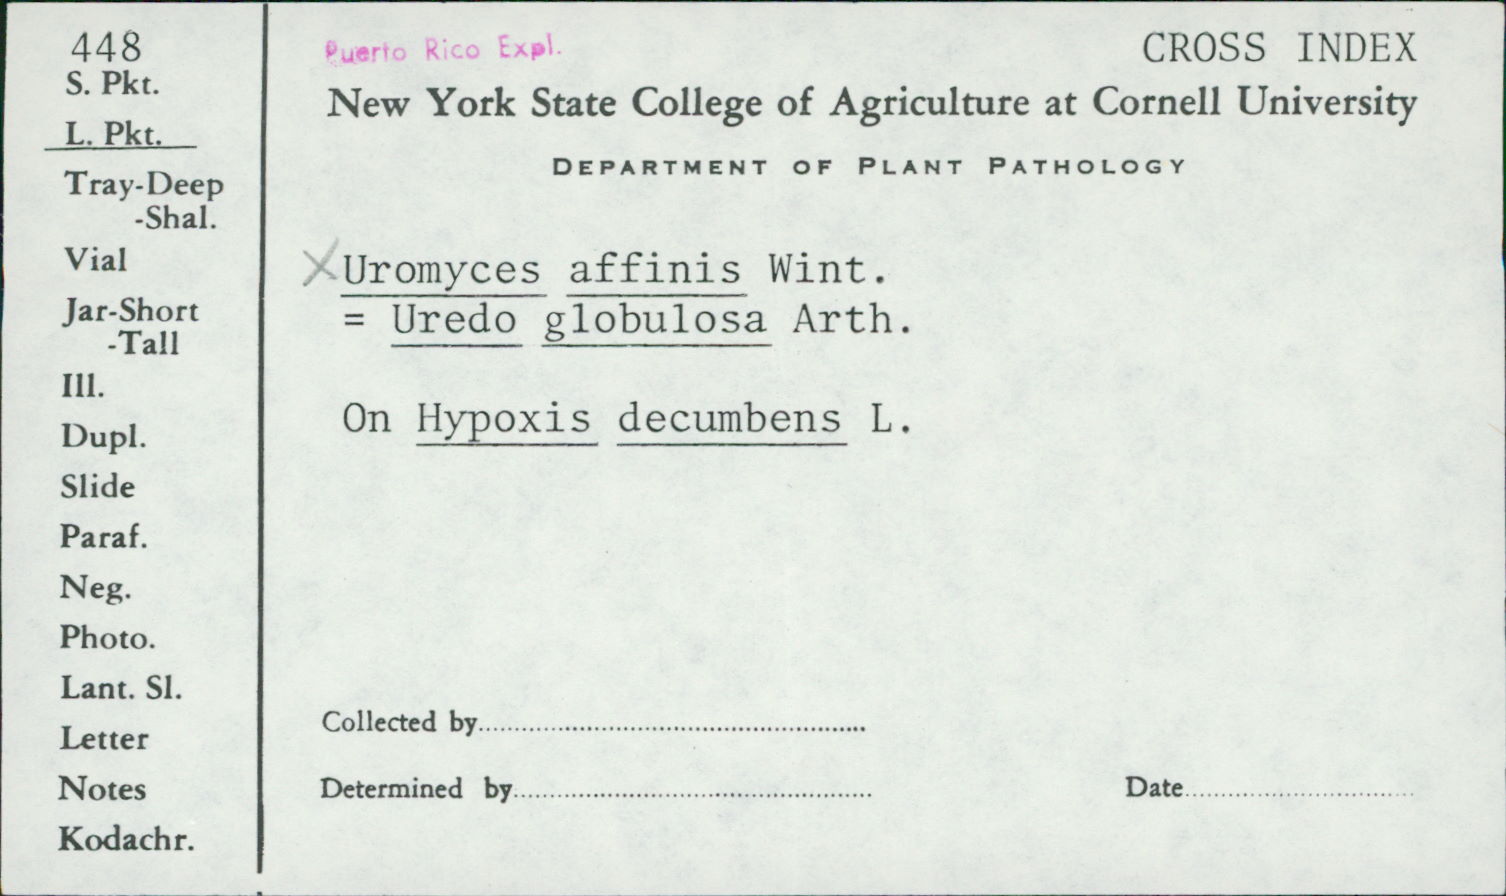 448
S. Pkt.
L. Pkt.
Tray-Deep
-Shal.
Vial
Jar-Short
-Tall
Ill.
Dupl.
Slide
Paraf.
Neg.
Photo.
Lant. Sl.
Letter
Notes
Kodachr.
Puerto Rico Expl.
CROSS INDEX
New York State College of Agriculture at Cornell University
DEPARTMENT OF PLANT PATHOLOGY
X Uromyces affinis Wint.
= Uredo globulosa Arth.
On Hypoxis decumbens L.
Collected by
Determined by
Date